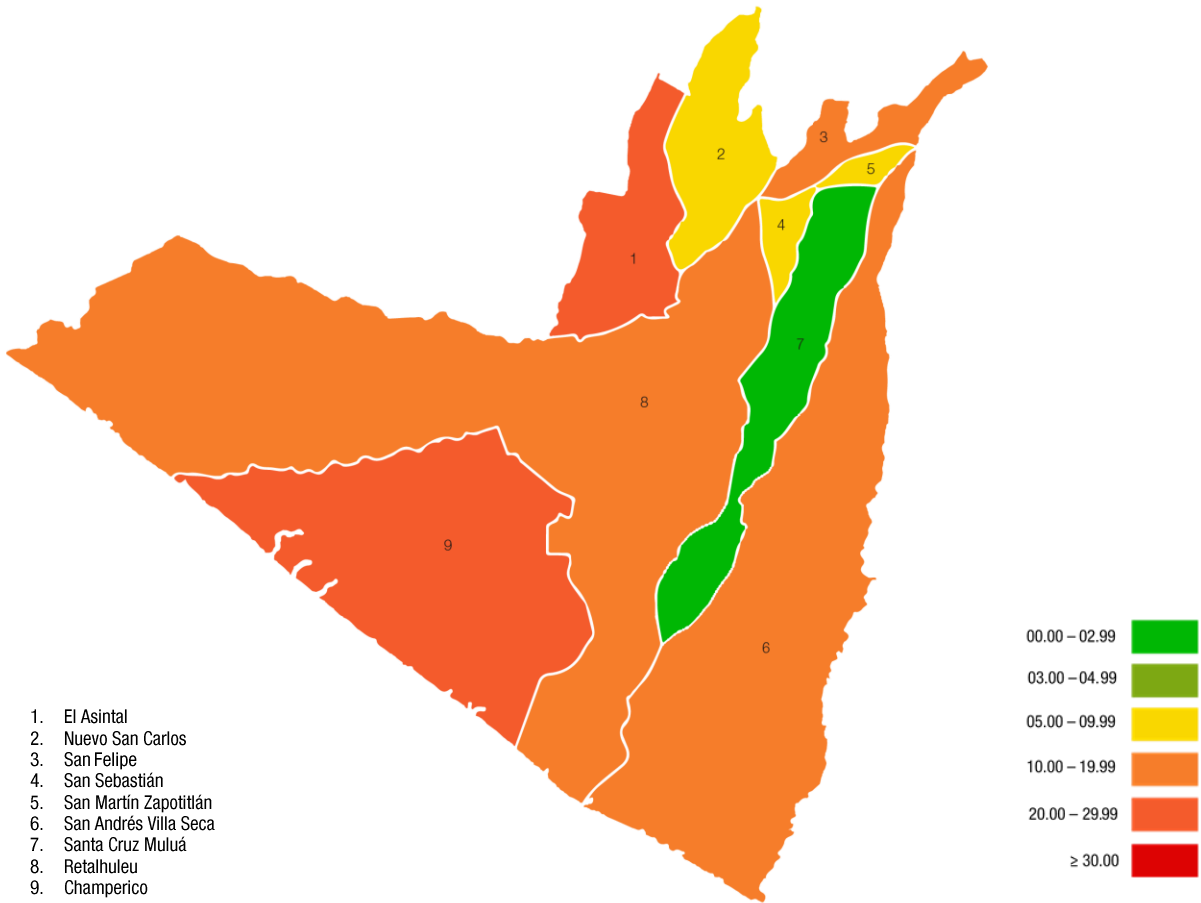 2
3
5
4
1
7
8
9
6
00.00 – 02.99
03.00 – 04.99
05.00 – 09.99
10.00 – 19.99
20.00 – 29.99
≥ 30.00
1. El Asintal
2. Nuevo San Carlos
3. San Felipe
4. San Sebastián
5. San Martín Zapotitlán
6. San Andrés Villa Seca
7. Santa Cruz Muluá
8. Retalhuleu
9. Champerico